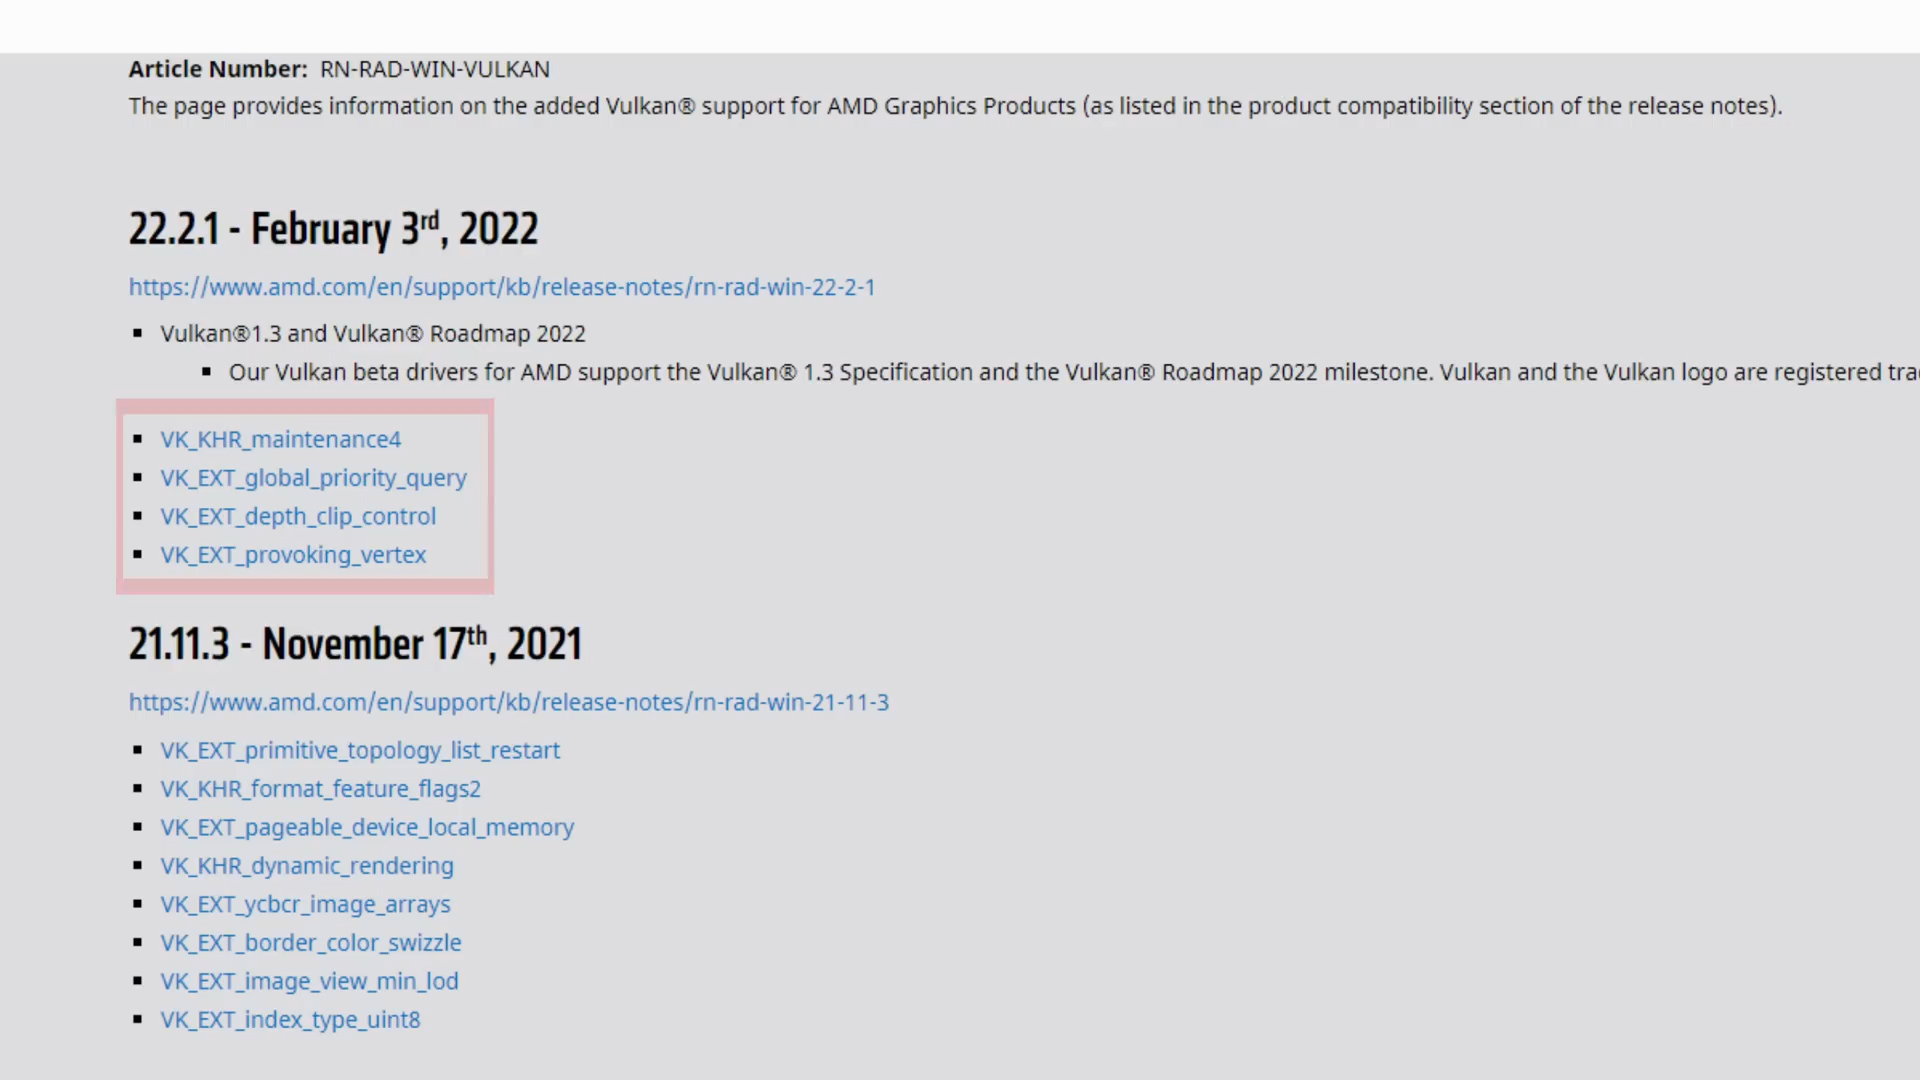 Article Number: RN-RAD-WIN-VULKAN
The page provides information on the added Vulkan® support for AMD Graphics Products (as listed in the product compatibility section of the release notes).
22.2.1 - February 3rd, 2022
https://www.amd.com/en/support/kb/release-notes/rn-rad-win-22-2-1
Vulkan®1.3 and Vulkan® Roadmap 2022
Our Vulkan beta drivers for AMD support the Vulkan® 1.3 Specification and the Vulkan® Roadmap 2022 milestone. Vulkan and the Vulkan logo are registered
VK_KHR_maintenance4
VK_EXT_global_priority_query
VK_EXT_depth_clip_control
VK_EXT_provoking_vertex
21.11.3 - November 17th, 2021
https://www.amd.com/en/support/kb/release-notes/rn-rad-win-21-11-3
VK_EXT_primitive_topology_list_restart
VK_KHR_format_feature_flags2
VK_EXT_pageable_device_local_memory
VK_KHR_dynamic_rendering
VK_EXT_ycbcr_image_arrays
VK_EXT_border_color_swizzle
VK_EXT_image_view_min_lod
VK_EXT_index_type_uint8